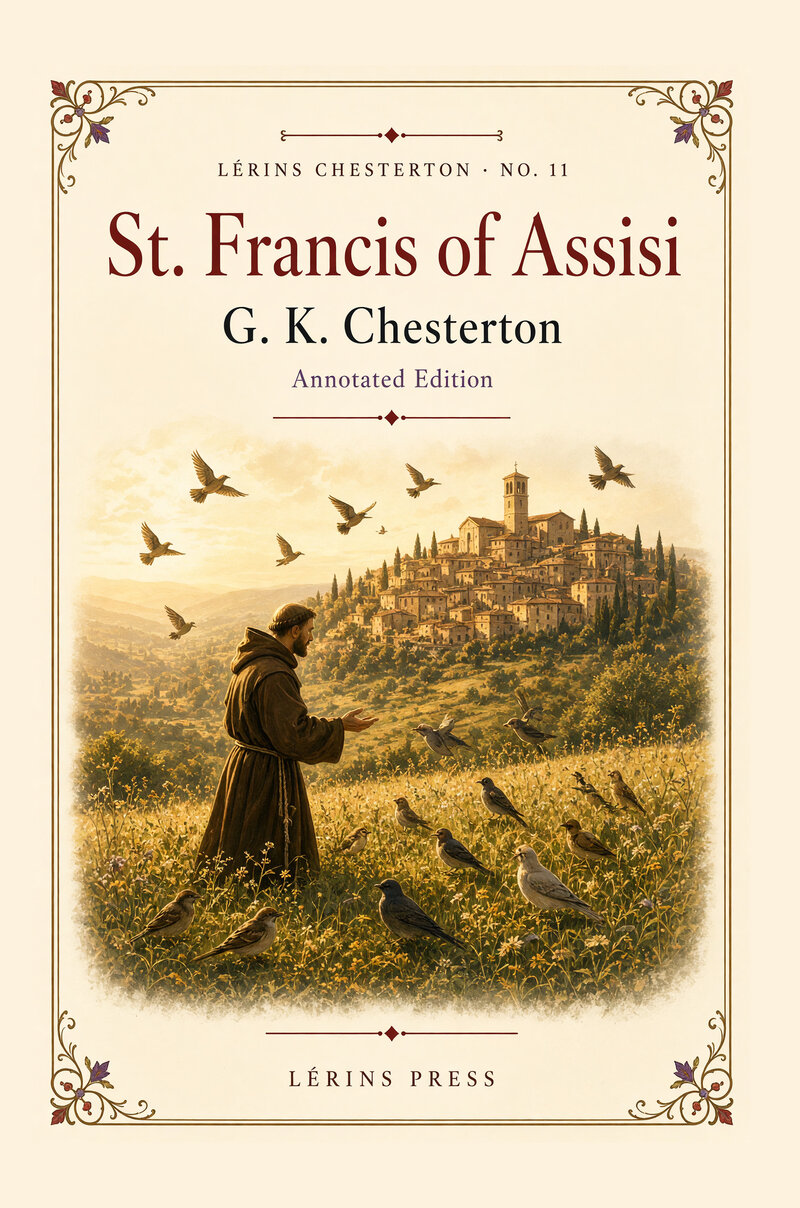 LÉRINS CHESTERTON · NO. 11
St. Francis of Assisi
G. K. Chesterton
Annotated Edition
LÉRINS PRESS